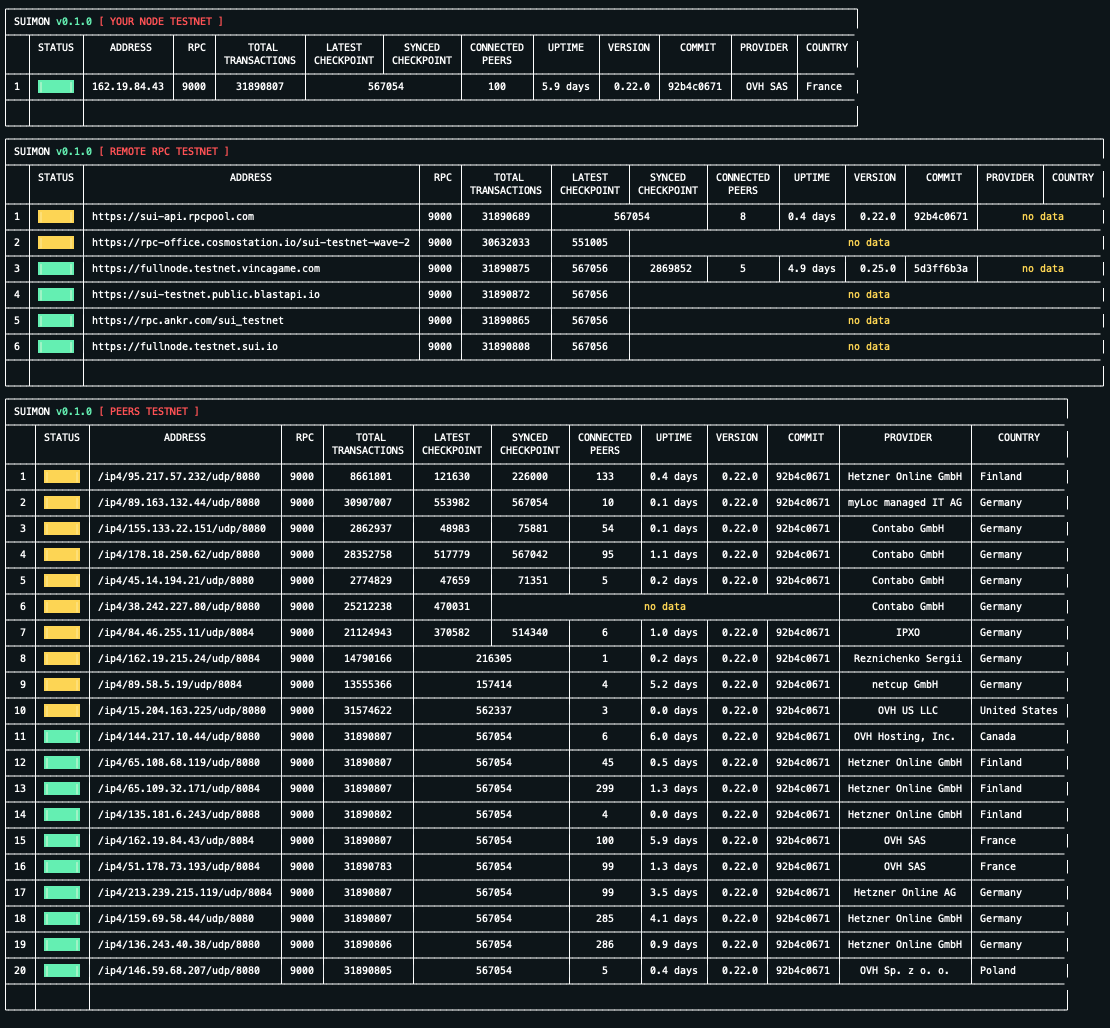 SUIMON v0.1.0 [ YOUR NODE TESTNET ]
STATUS ADDRESS RPC TOTAL LATEST SYNCED CONNECTED UPTIME VERSION COMMIT PROVIDER COUNTRY
TRANSACTIONS CHECKPOINT CHECKPOINT PEERS
1 162.19.84.43 9000 31890807 567054 100 5.9 days 0.22.0 92b4c0671 OVH SAS France
SUIMON v0.1.0 [ REMOTE RPC TESTNET ]
STATUS ADDRESS RPC TOTAL LATEST SYNCED CONNECTED UPTIME VERSION COMMIT PROVIDER COUNTRY
TRANSACTIONS CHECKPOINT CHECKPOINT PEERS
1 https://sui-api.rpcpool.com 9000 31890689 567054 8 0.4 days 0.22.0 92b4c0671 no data
2 https://rpc-office.cosmostation.io/sui-testnet-wave-2 9000 30632033 551005 no data
3 https://fullnode.testnet.vincagame.com 9000 31890875 567056 2869852 5 4.9 days 0.25.0 5d3ff6b3a no data
4 https://sui-testnet.public.blastapi.io 9000 31890872 567056 no data
5 https://rpc.ankr.com/sui_testnet 9000 31890865 567056 no data
6 https://fullnode.testnet.sui.io 9000 31890808 567056 no data
SUIMON v0.1.0 [ PEERS TESTNET ]
STATUS ADDRESS RPC TOTAL LATEST SYNCED CONNECTED UPTIME VERSION COMMIT PROVIDER COUNTRY
TRANSACTIONS CHECKPOINT CHECKPOINT PEERS
1 /ip4/95.217.57.232/udp/8080 9000 8661801 121630 226000 133 0.4 days 0.22.0 92b4c0671 Hetzner Online GmbH Finland
2 /ip4/89.163.132.44/udp/8080 9000 30907007 553982 567054 10 0.1 days 0.22.0 92b4c0671 myLoc managed IT AG Germany
3 /ip4/155.133.22.151/udp/8080 9000 2862937 48983 75881 54 0.1 days 0.22.0 92b4c0671 Contabo GmbH Germany
4 /ip4/178.18.250.62/udp/8080 9000 28352758 517779 567042 95 1.1 days 0.22.0 92b4c0671 Contabo GmbH Germany
5 /ip4/45.14.194.21/udp/8080 9000 2774829 47659 71351 5 0.2 days 0.22.0 92b4c0671 Contabo GmbH Germany
6 /ip4/38.242.227.80/udp/8080 9000 25212238 470031 no data Contabo GmbH Germany
7 /ip4/84.46.255.11/udp/8084 9000 21124943 370582 514340 6 1.0 days 0.22.0 92b4c0671 IPXO Germany
8 /ip4/162.19.215.24/udp/8084 9000 14790166 216305 1 0.2 days 0.22.0 92b4c0671 Reznichenko Sergii Germany
9 /ip4/89.58.5.19/udp/8084 9000 13555366 157414 4 5.2 days 0.22.0 92b4c0671 netcup GmbH Germany
10 /ip4/15.204.163.225/udp/8080 9000 31574622 562337 3 0.0 days 0.22.0 92b4c0671 OVH US LLC United States
11 /ip4/144.217.10.44/udp/8080 9000 31890807 567054 6 6.0 days 0.22.0 92b4c0671 OVH Hosting, Inc. Canada
12 /ip4/65.108.68.119/udp/8080 9000 31890807 567054 45 0.5 days 0.22.0 92b4c0671 Hetzner Online GmbH Finland
13 /ip4/65.109.32.171/udp/8080 9000 31890807 567054 299 1.3 days 0.22.0 92b4c0671 Hetzner Online GmbH Finland
14 /ip4/135.181.6.243/udp/8088 9000 31890802 567054 4 0.0 days 0.22.0 92b4c0671 Hetzner Online GmbH Finland
15 /ip4/162.19.84.43/udp/8084 9000 31890807 567054 100 5.9 days 0.22.0 92b4c0671 OVH SAS France
16 /ip4/51.178.73.193/udp/8084 9000 31890783 567054 99 1.3 days 0.22.0 92b4c0671 OVH SAS France
17 /ip4/213.239.215.119/udp/8084 9000 31890807 567054 99 3.5 days 0.22.0 92b4c0671 Hetzner Online AG Germany
18 /ip4/159.69.58.44/udp/8080 9000 31890807 567054 285 4.1 days 0.22.0 92b4c0671 Hetzner Online GmbH Germany
19 /ip4/136.243.40.38/udp/8080 9000 31890806 567054 286 0.9 days 0.22.0 92b4c0671 Hetzner Online GmbH Germany
20 /ip4/146.59.68.207/udp/8080 9000 31890805 567054 5 0.4 days 0.22.0 92b4c0671 OVH Sp. z o. o. Poland